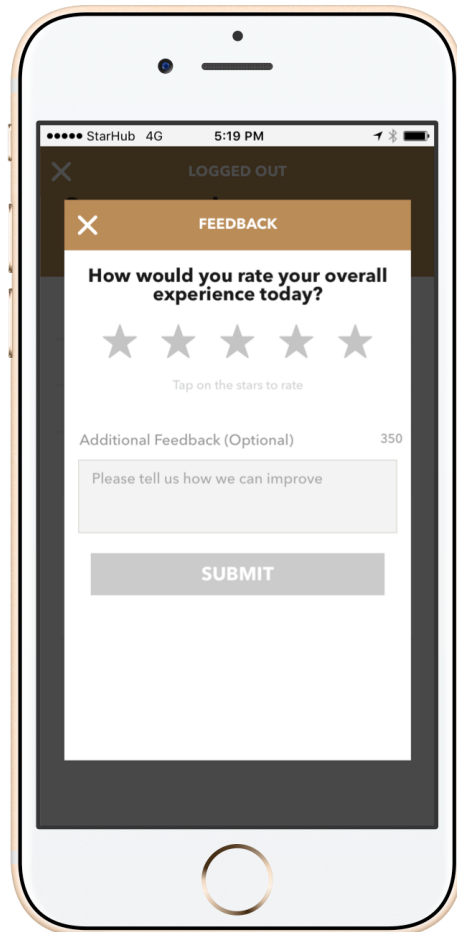 StarHub 4G 5:19 PM
LOGGED OUT
FEEDBACK
How would you rate your overall
experience today?
Tap on the stars to rate
Additional Feedback (Optional) 350
Please tell us how we can improve
SUBMIT